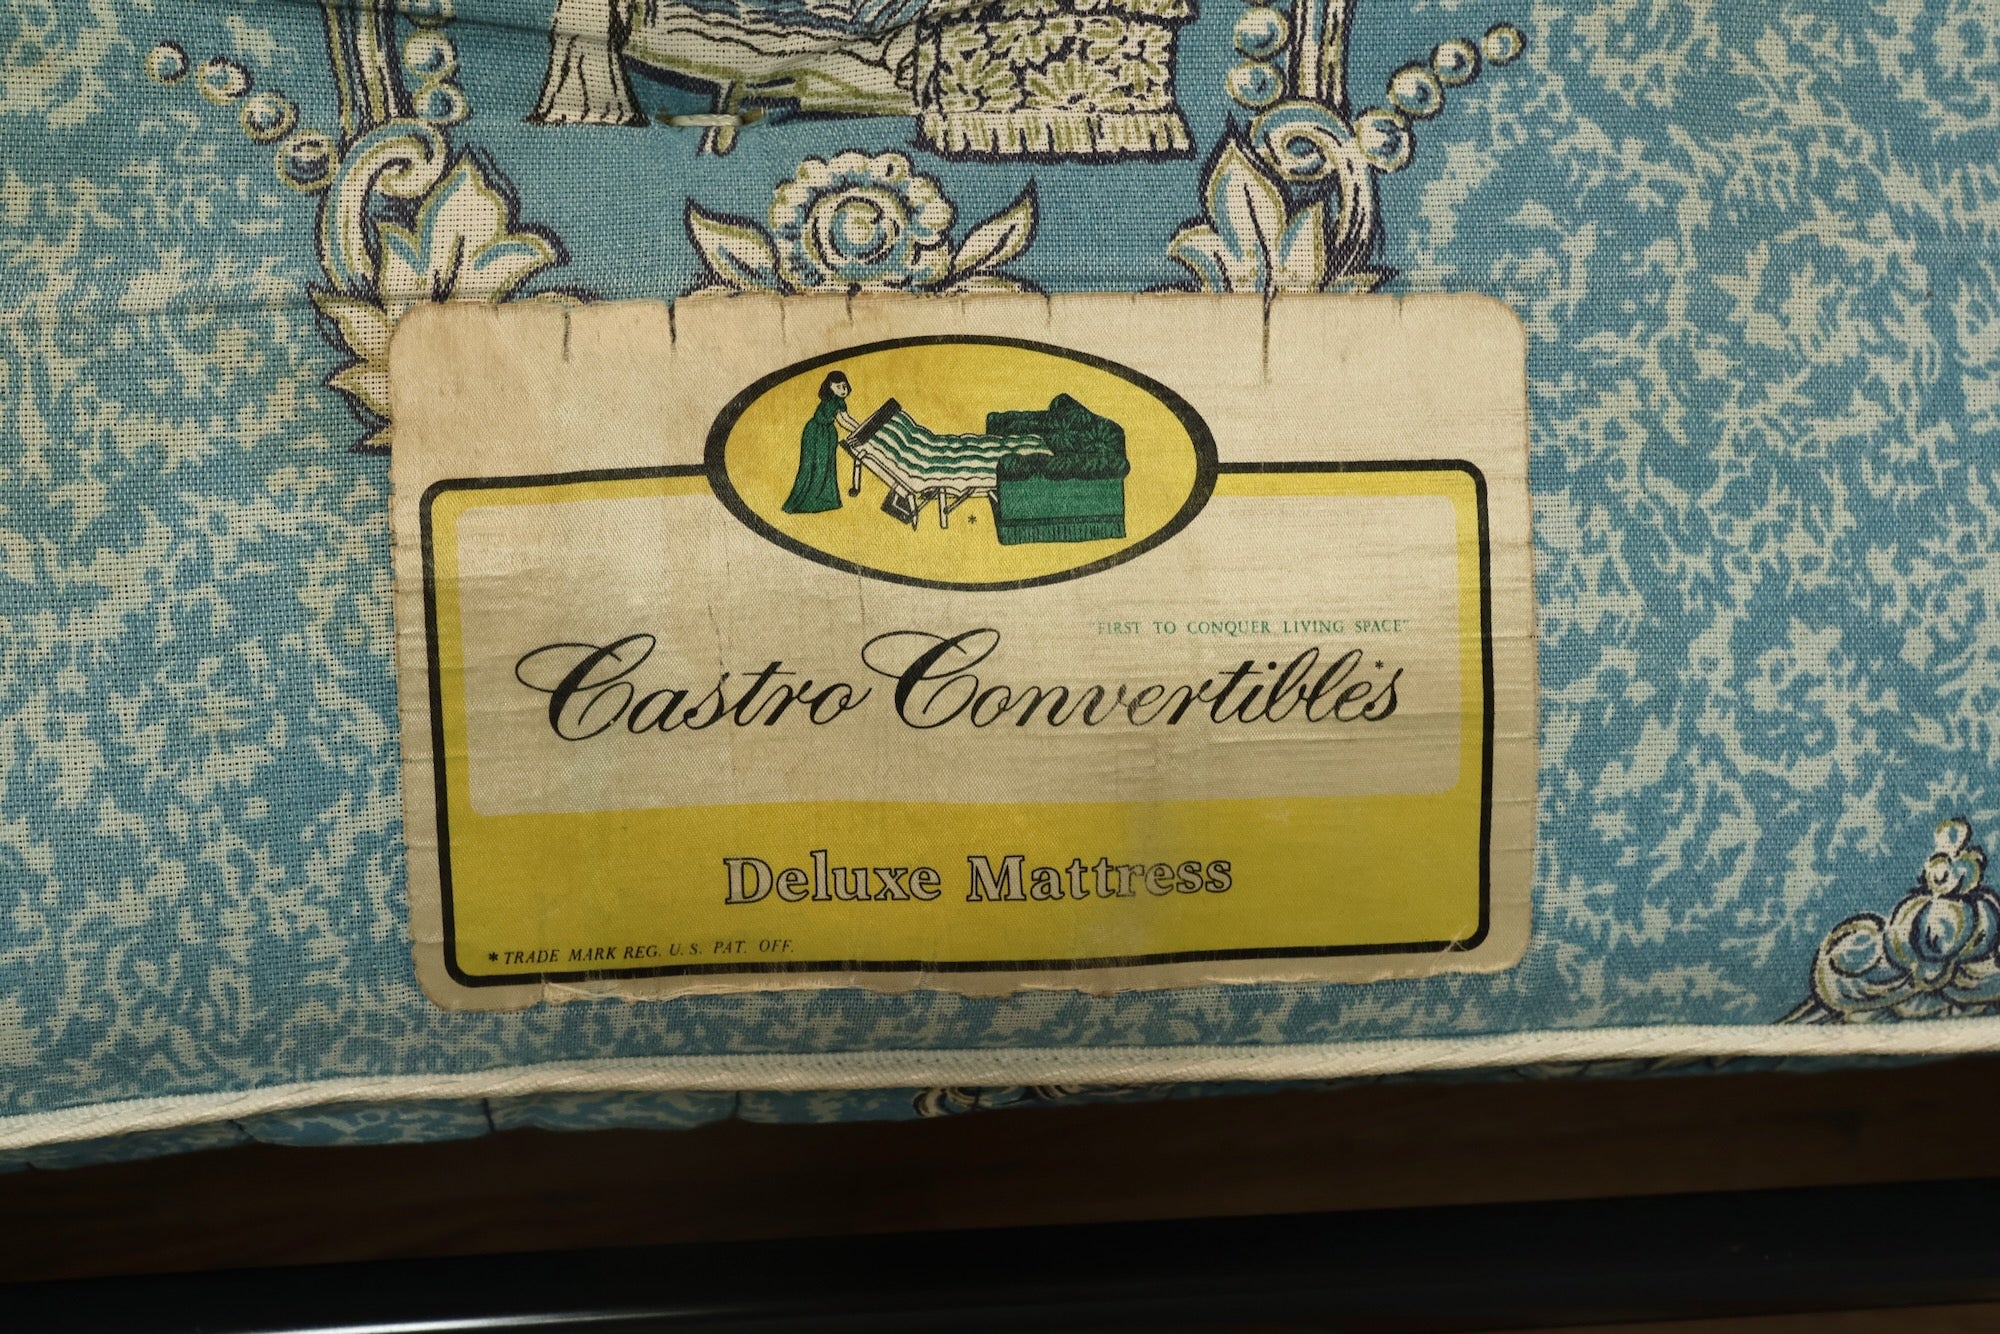 *
"FIRST TO CONQUER LIVING SPACE"
Castro Convertibles*
Deluxe Mattress
* TRADE MARK REG. U.S. PAT. OFF.